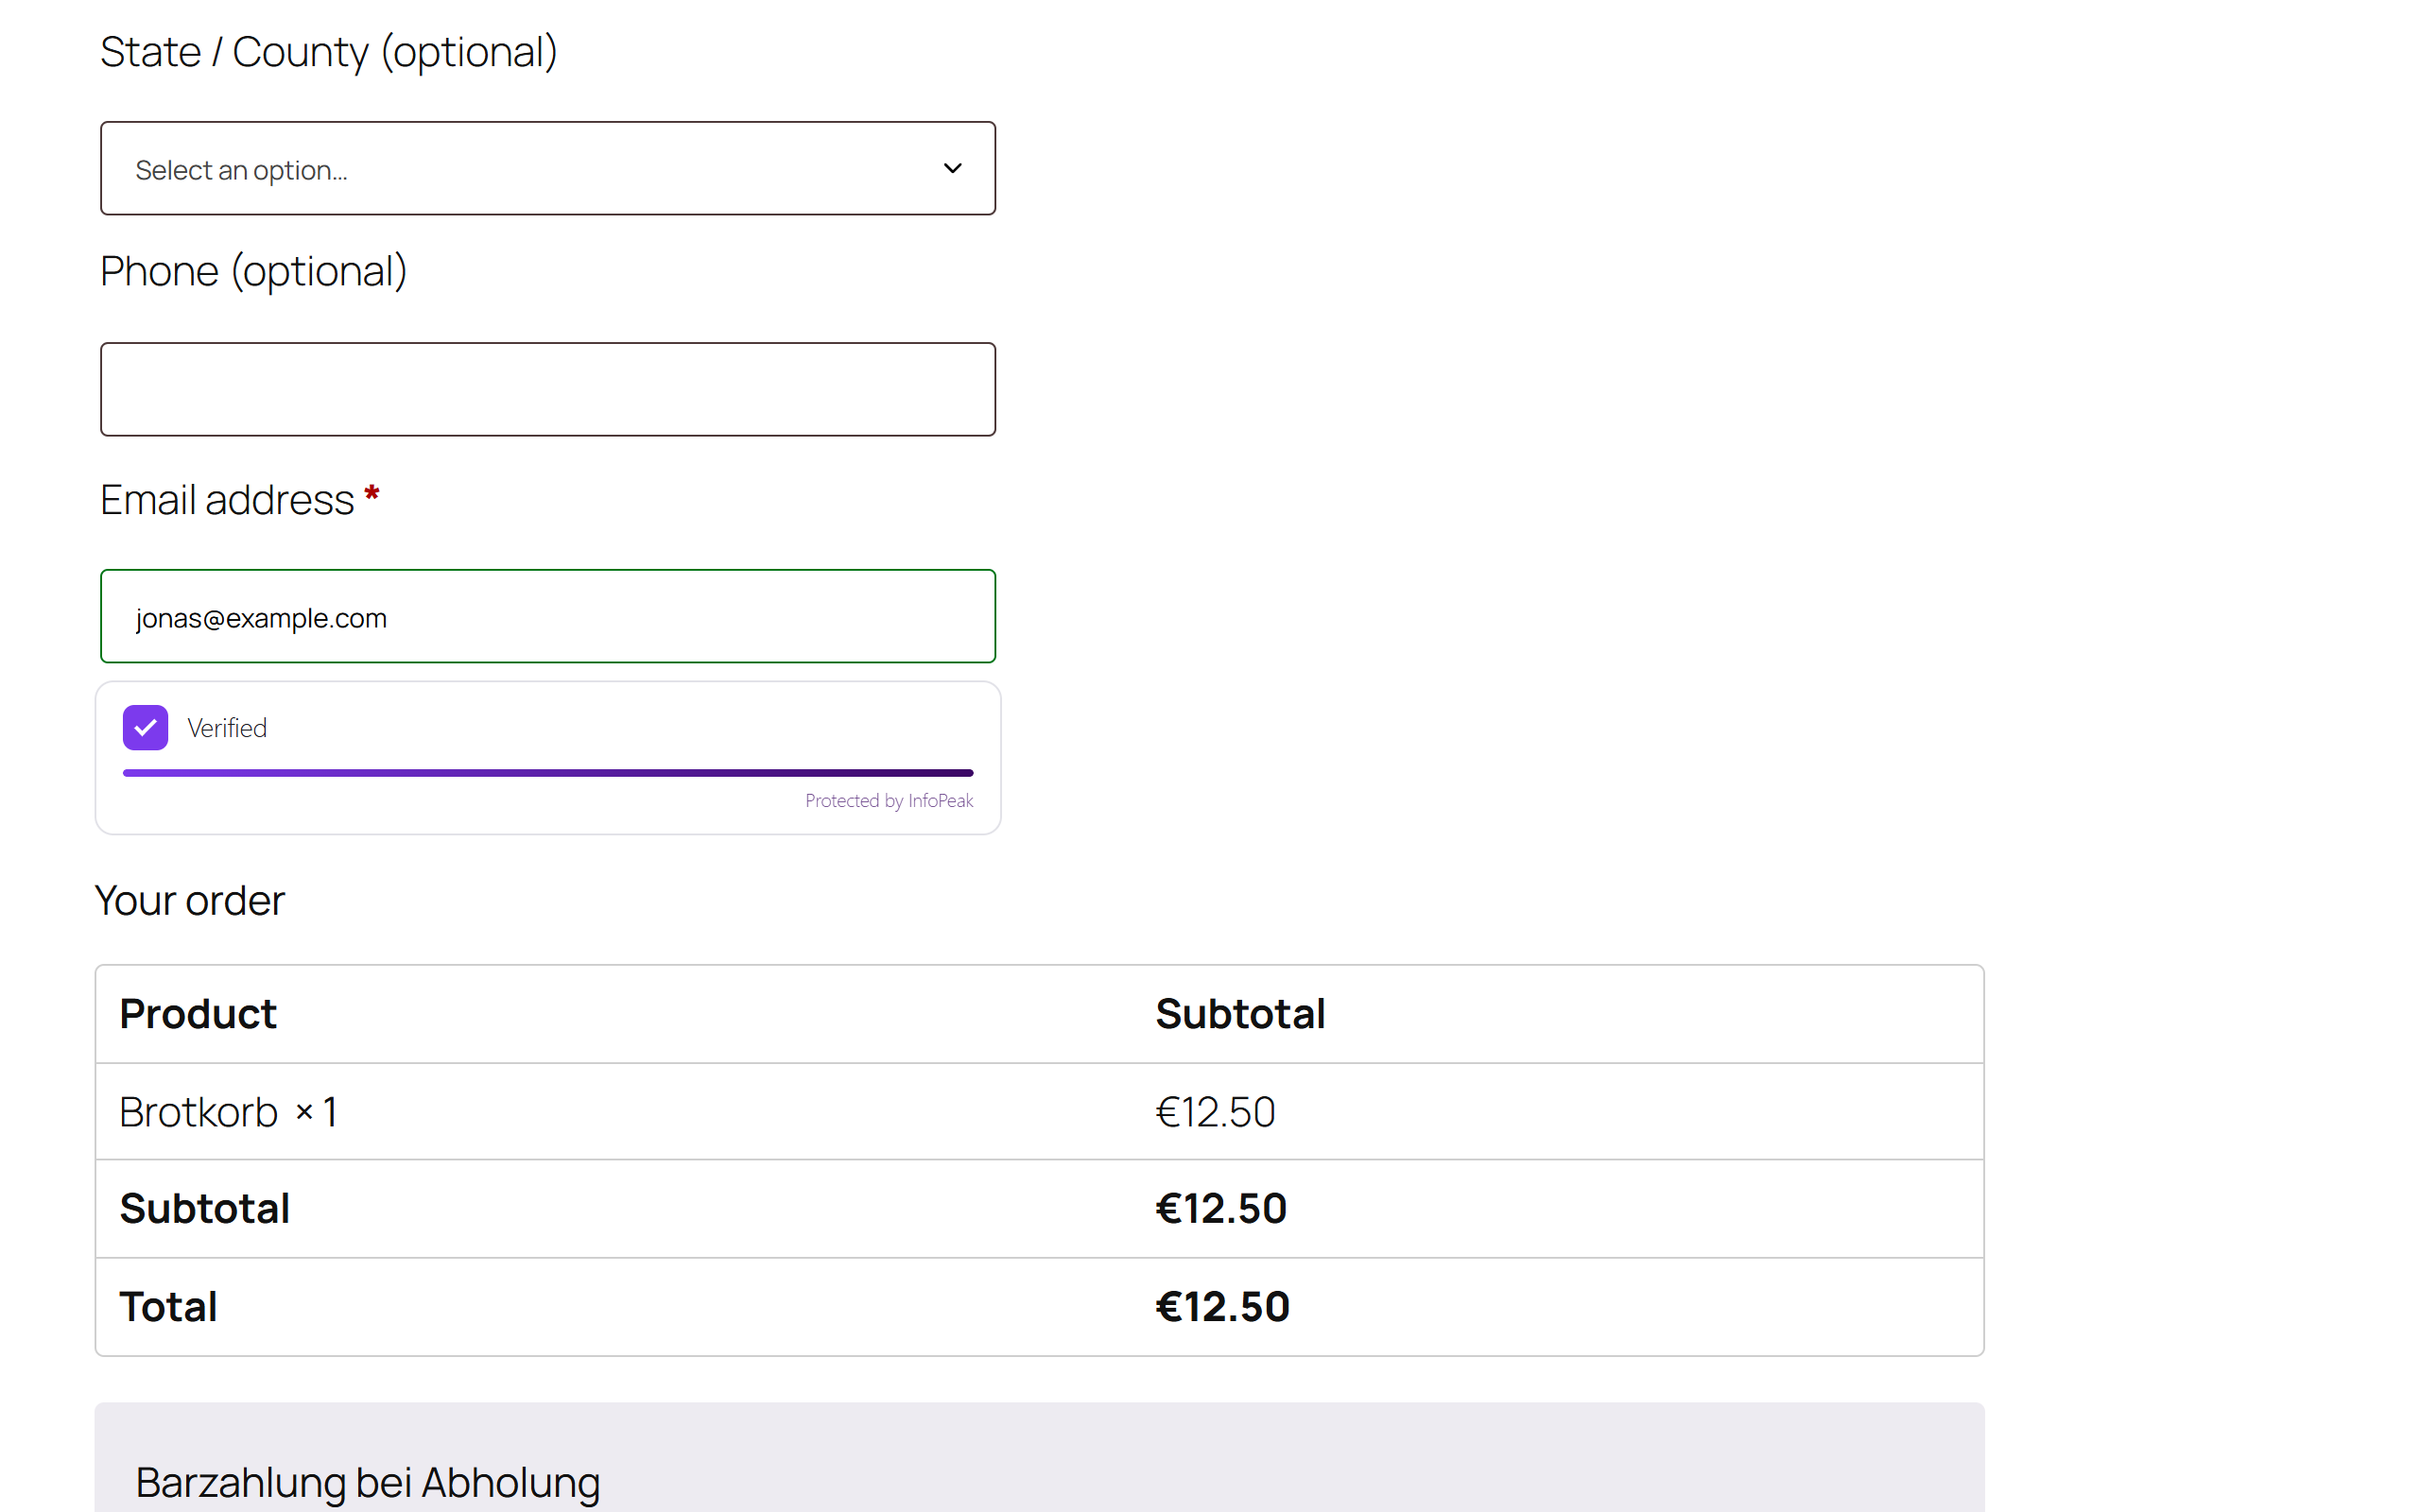 State / County (optional)
Select an option...
Phone (optional)
Email address *
jonas@example.com
Verified
Protected by InfoPeak
Your order
Product Subtotal
Brotkorb × 1 €12.50
Subtotal €12.50
Total €12.50
Barzahlung bei Abholung